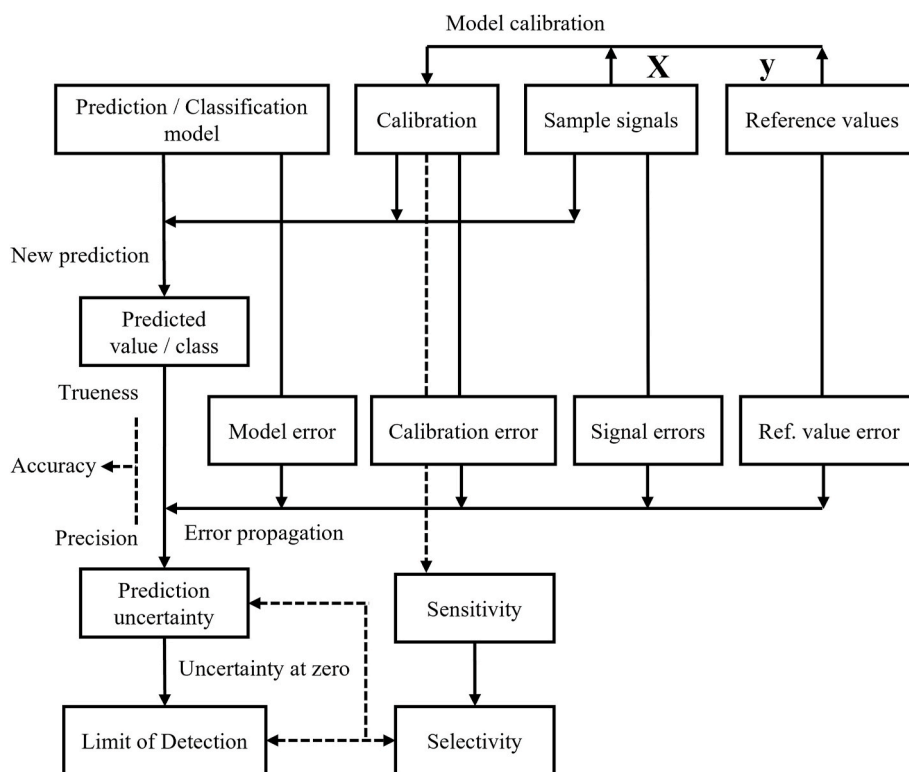 Model calibration
X
y
Prediction / Classification
model
Calibration
Sample signals
Reference values
New prediction
Predicted
value / class
Trueness
Model error
Calibration error
Signal errors
Ref. value error
Accuracy
Precision
Error propagation
Prediction
uncertainty
Sensitivity
Uncertainty at zero
Limit of Detection
Selectivity